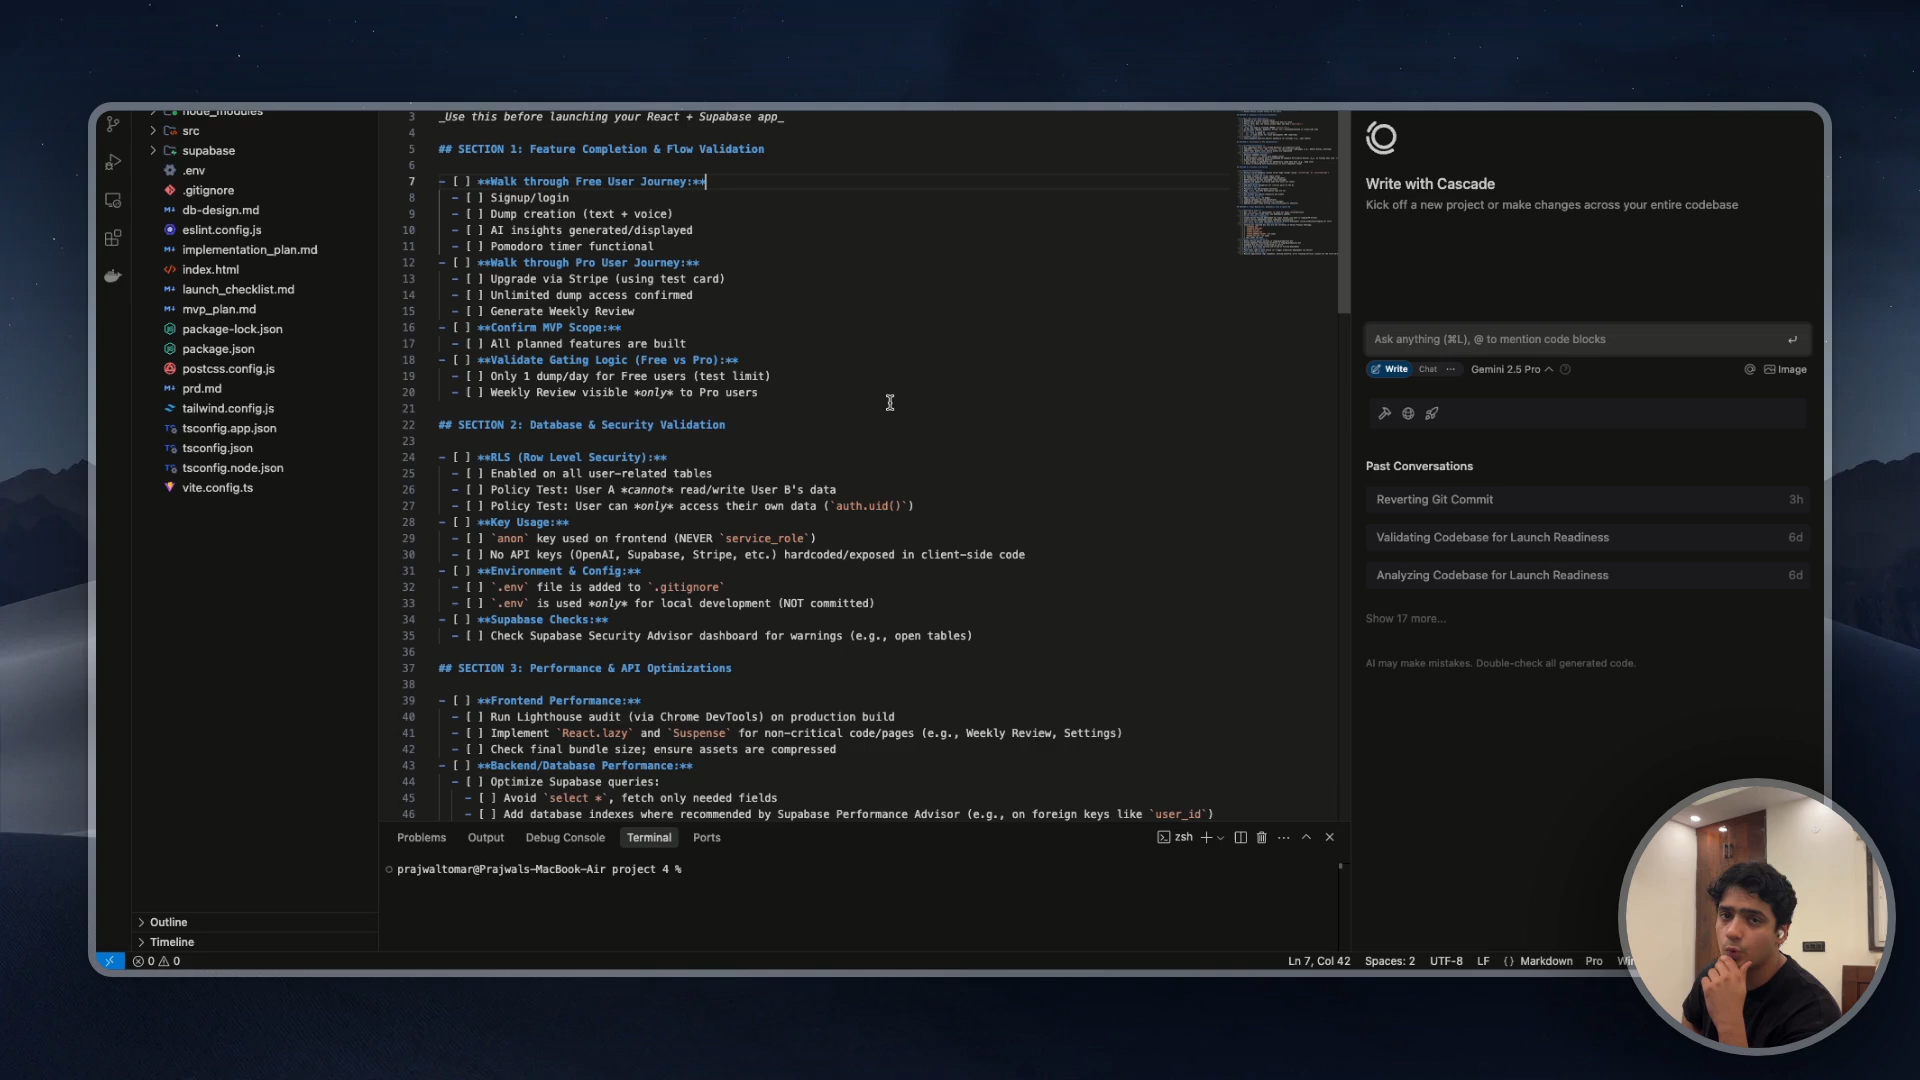 node_modules
src
supabase
.env
.gitignore
db-design.md
eslint.config.js
implementation_plan.md
index.html
launch_checklist.md
mvp_plan.md
package-lock.json
package.json
postcss.config.js
prd.md
tailwind.config.js
tsconfig.app.json
tsconfig.json
tsconfig.node.json
vite.config.ts
Outline
Timeline
3 _Use this before launching your React + Supabase app_
4
5 ## SECTION 1: Feature Completion & Flow Validation
6
7 - [ ] **Walk through Free User Journey:**
8 - [ ] Signup/login
9 - [ ] Dump creation (text + voice)
10 - [ ] AI insights generated/displayed
11 - [ ] Pomodoro timer functional
12 - [ ] **Walk through Pro User Journey:**
13 - [ ] Upgrade via Stripe (using test card)
14 - [ ] Unlimited dump access confirmed
15 - [ ] Generate Weekly Review
16 - [ ] **Confirm MVP Scope:**
17 - [ ] All planned features are built
18 - [ ] **Validate Gating Logic (Free vs Pro):**
19 - [ ] Only 1 dump/day for Free users (test limit)
20 - [ ] Weekly Review visible *only* to Pro users
21
22 ## SECTION 2: Database & Security Validation
23
24 - [ ] **RLS (Row Level Security):**
25 - [ ] Enabled on all user-related tables
26 - [ ] Policy Test: User A *cannot* read/write User B's data
27 - [ ] Policy Test: User can *only* access their own data (`auth.uid()`)
28 - [ ] **Key Usage:**
29 - [ ] `anon` key used on frontend (NEVER `service_role`)
30 - [ ] No API keys (OpenAI, Supabase, Stripe, etc.) hardcoded/exposed in client-side code
31 - [ ] **Environment & Config:**
32 - [ ] `.env` file is added to `.gitignore`
33 - [ ] `.env` is used *only* for local development (NOT committed)
34 - [ ] **Supabase Checks:**
35 - [ ] Check Supabase Security Advisor dashboard for warnings (e.g., open tables)
36
37 ## SECTION 3: Performance & API Optimizations
38
39 - [ ] **Frontend Performance:**
40 - [ ] Run Lighthouse audit (via Chrome DevTools) on production build
41 - [ ] Implement `React.lazy` and `Suspense` for non-critical code/pages (e.g., Weekly Review, Settings)
42 - [ ] Check final bundle size; ensure assets are compressed
43 - [ ] **Backend/Database Performance:**
44 - [ ] Optimize Supabase queries:
45 - [ ] Avoid `select *`, fetch only needed fields
46 - [ ] Add database indexes where recommended by Supabase Performance Advisor (e.g., on foreign keys like `user_id`)
Problems Output Debug Console Terminal Ports
zsh
prajwaltomar@Prajwals-MacBook-Air project 4 %
Write with Cascade
Kick off a new project or make changes across your entire codebase
Ask anything (⌘L), @ to mention code blocks
Write Chat ... Gemini 2.5 Pro @ Image
Past Conversations
Reverting Git Commit 3h
Validating Codebase for Launch Readiness 6d
Analyzing Codebase for Launch Readiness 6d
Show 17 more...
AI may make mistakes. Double-check all generated code.
0 0 Ln 7, Col 42 Spaces: 2 UTF-8 LF {} Markdown Pro